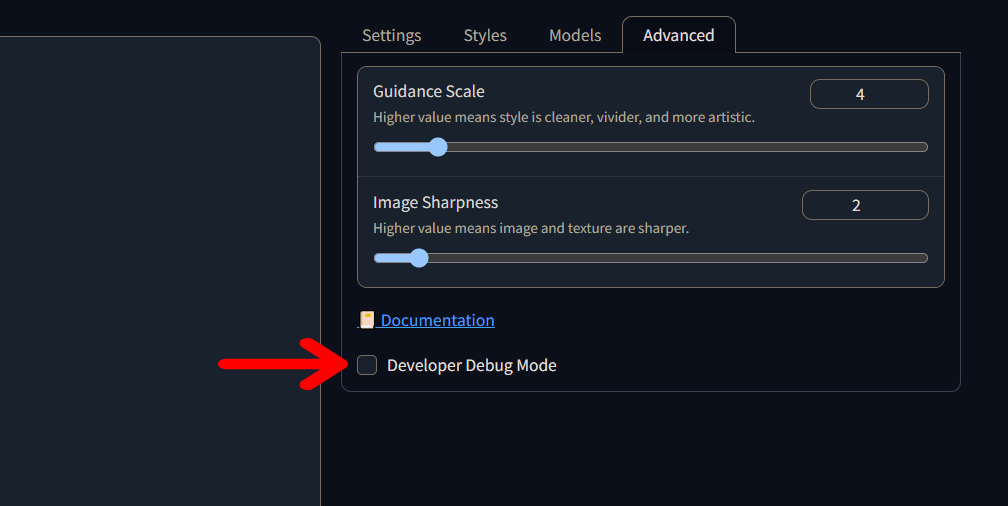 Settings Styles Models Advanced
Guidance Scale 4
Higher value means style is cleaner, vivider, and more artistic.
Image Sharpness 2
Higher value means image and texture are sharper.
Documentation
Developer Debug Mode